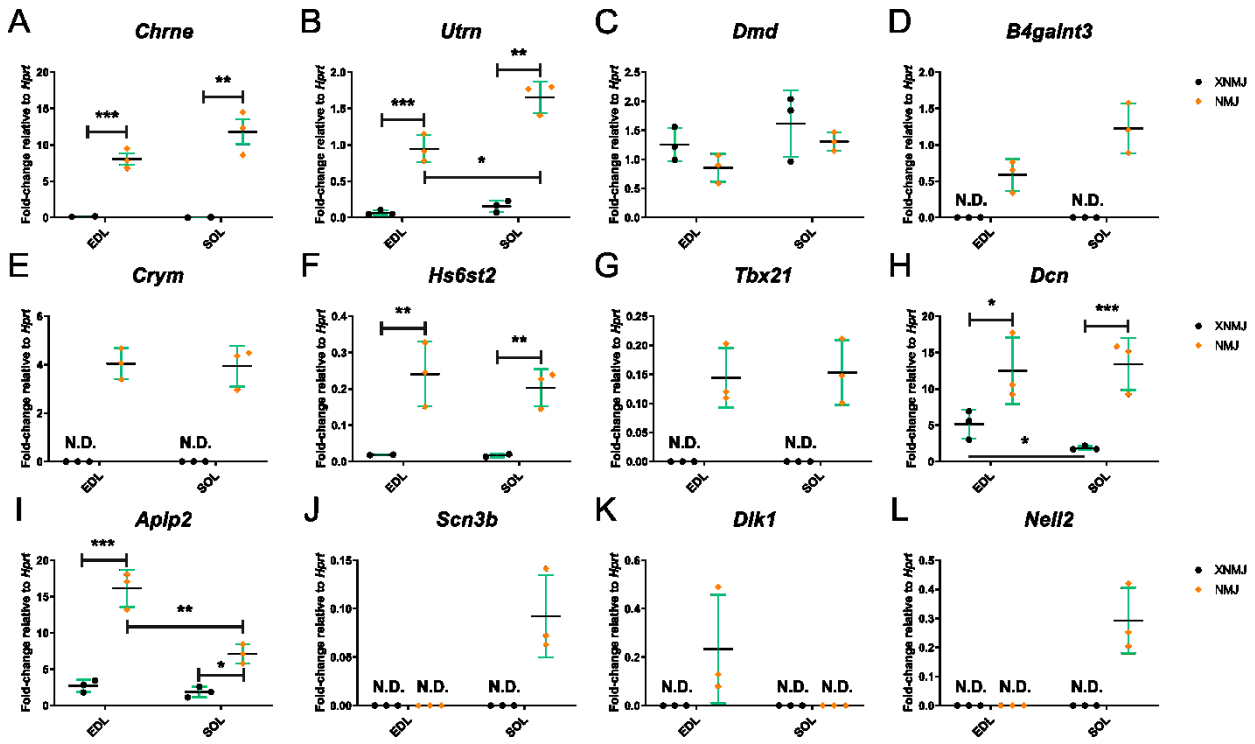 A Chrne
B Utrn
C Dmd
D B4galnt3
Fold-change relative to Hprt
20
15
10
5
0
***
**
EDL
SOL
Fold-change relative to Hprt
2.0
1.5
1.0
0.5
0.0
***
**
*
EDL
SOL
Fold-change relative to Hprt
2.5
2.0
1.5
1.0
0.5
0.0
EDL
SOL
Fold-change relative to Hprt
2.0
1.5
1.0
0.5
0.0
N.D.
N.D.
EDL
SOL
XNMJ
NMJ
E Crym
F Hs6st2
G Tbx21
H Dcn
Fold-change relative to Hprt
6
4
2
0
N.D.
N.D.
EDL
SOL
Fold-change relative to Hprt
0.4
0.3
0.2
0.1
0.0
**
**
EDL
SOL
Fold-change relative to Hprt
0.25
0.20
0.15
0.10
0.05
0.00
N.D.
N.D.
EDL
SOL
Fold-change relative to Hprt
20
15
10
5
0
*
***
*
EDL
SOL
XNMJ
NMJ
I Aplp2
J Scn3b
K Dlk1
L Nell2
Fold-change relative to Hprt
20
15
10
5
0
***
**
*
EDL
SOL
Fold-change relative to Hprt
0.15
0.10
0.05
0.00
N.D. N.D.
N.D.
EDL
SOL
Fold-change relative to Hprt
0.6
0.4
0.2
0.0
N.D.
N.D. N.D.
EDL
SOL
Fold-change relative to Hprt
0.5
0.4
0.3
0.2
0.1
0.0
N.D. N.D.
N.D.
EDL
SOL
XNMJ
NMJ